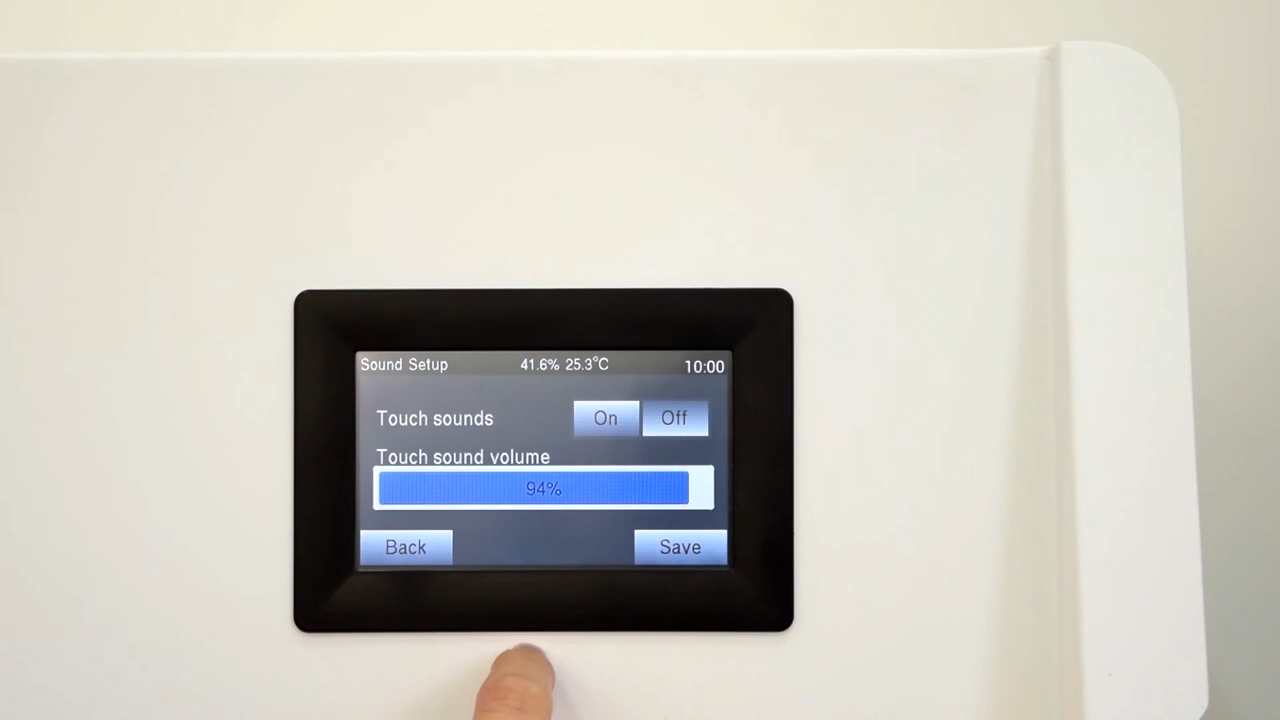 Sound Setup 41.6% 25.3°C 10:00
Touch sounds On Off
Touch sound volume
94%
Back Save